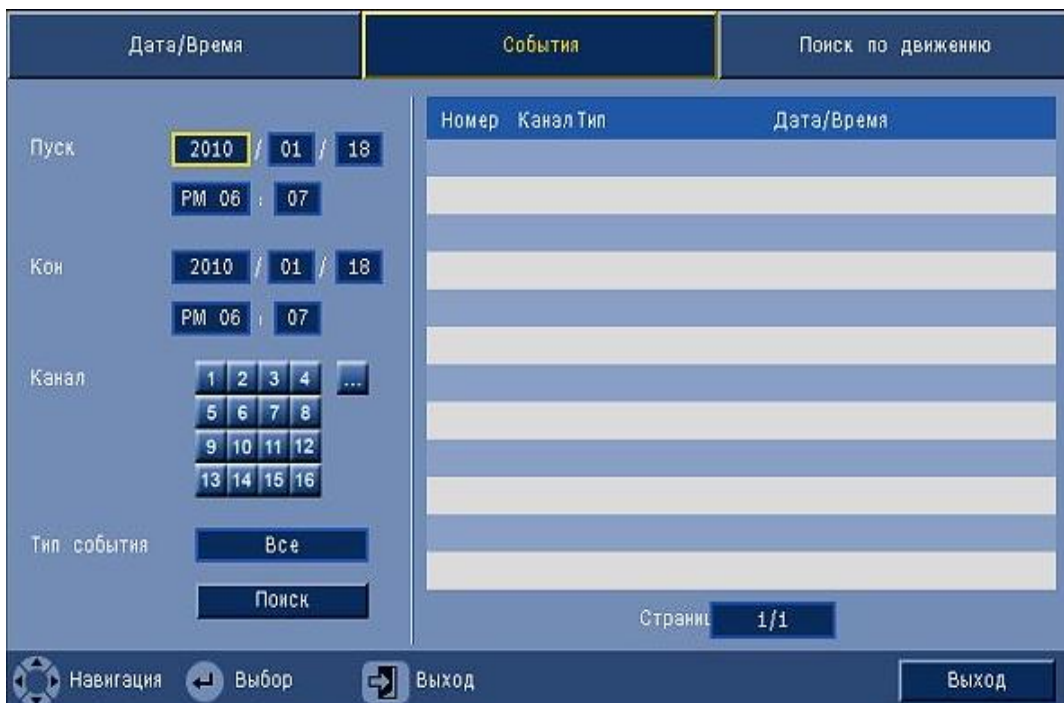 Дата/Время
События
Поиск по движению
Пуск
2010 / 01 / 18
PM 06 : 07
Кон
2010 / 01 / 18
PM 06 : 07
Канал
1 2 3 4 ...
5 6 7 8
9 10 11 12
13 14 15 16
Тип события
Все
Поиск
Номер Канал Тип Дата/Время
Страниц 1/1
Навигация
Выбор
Выход
Выход